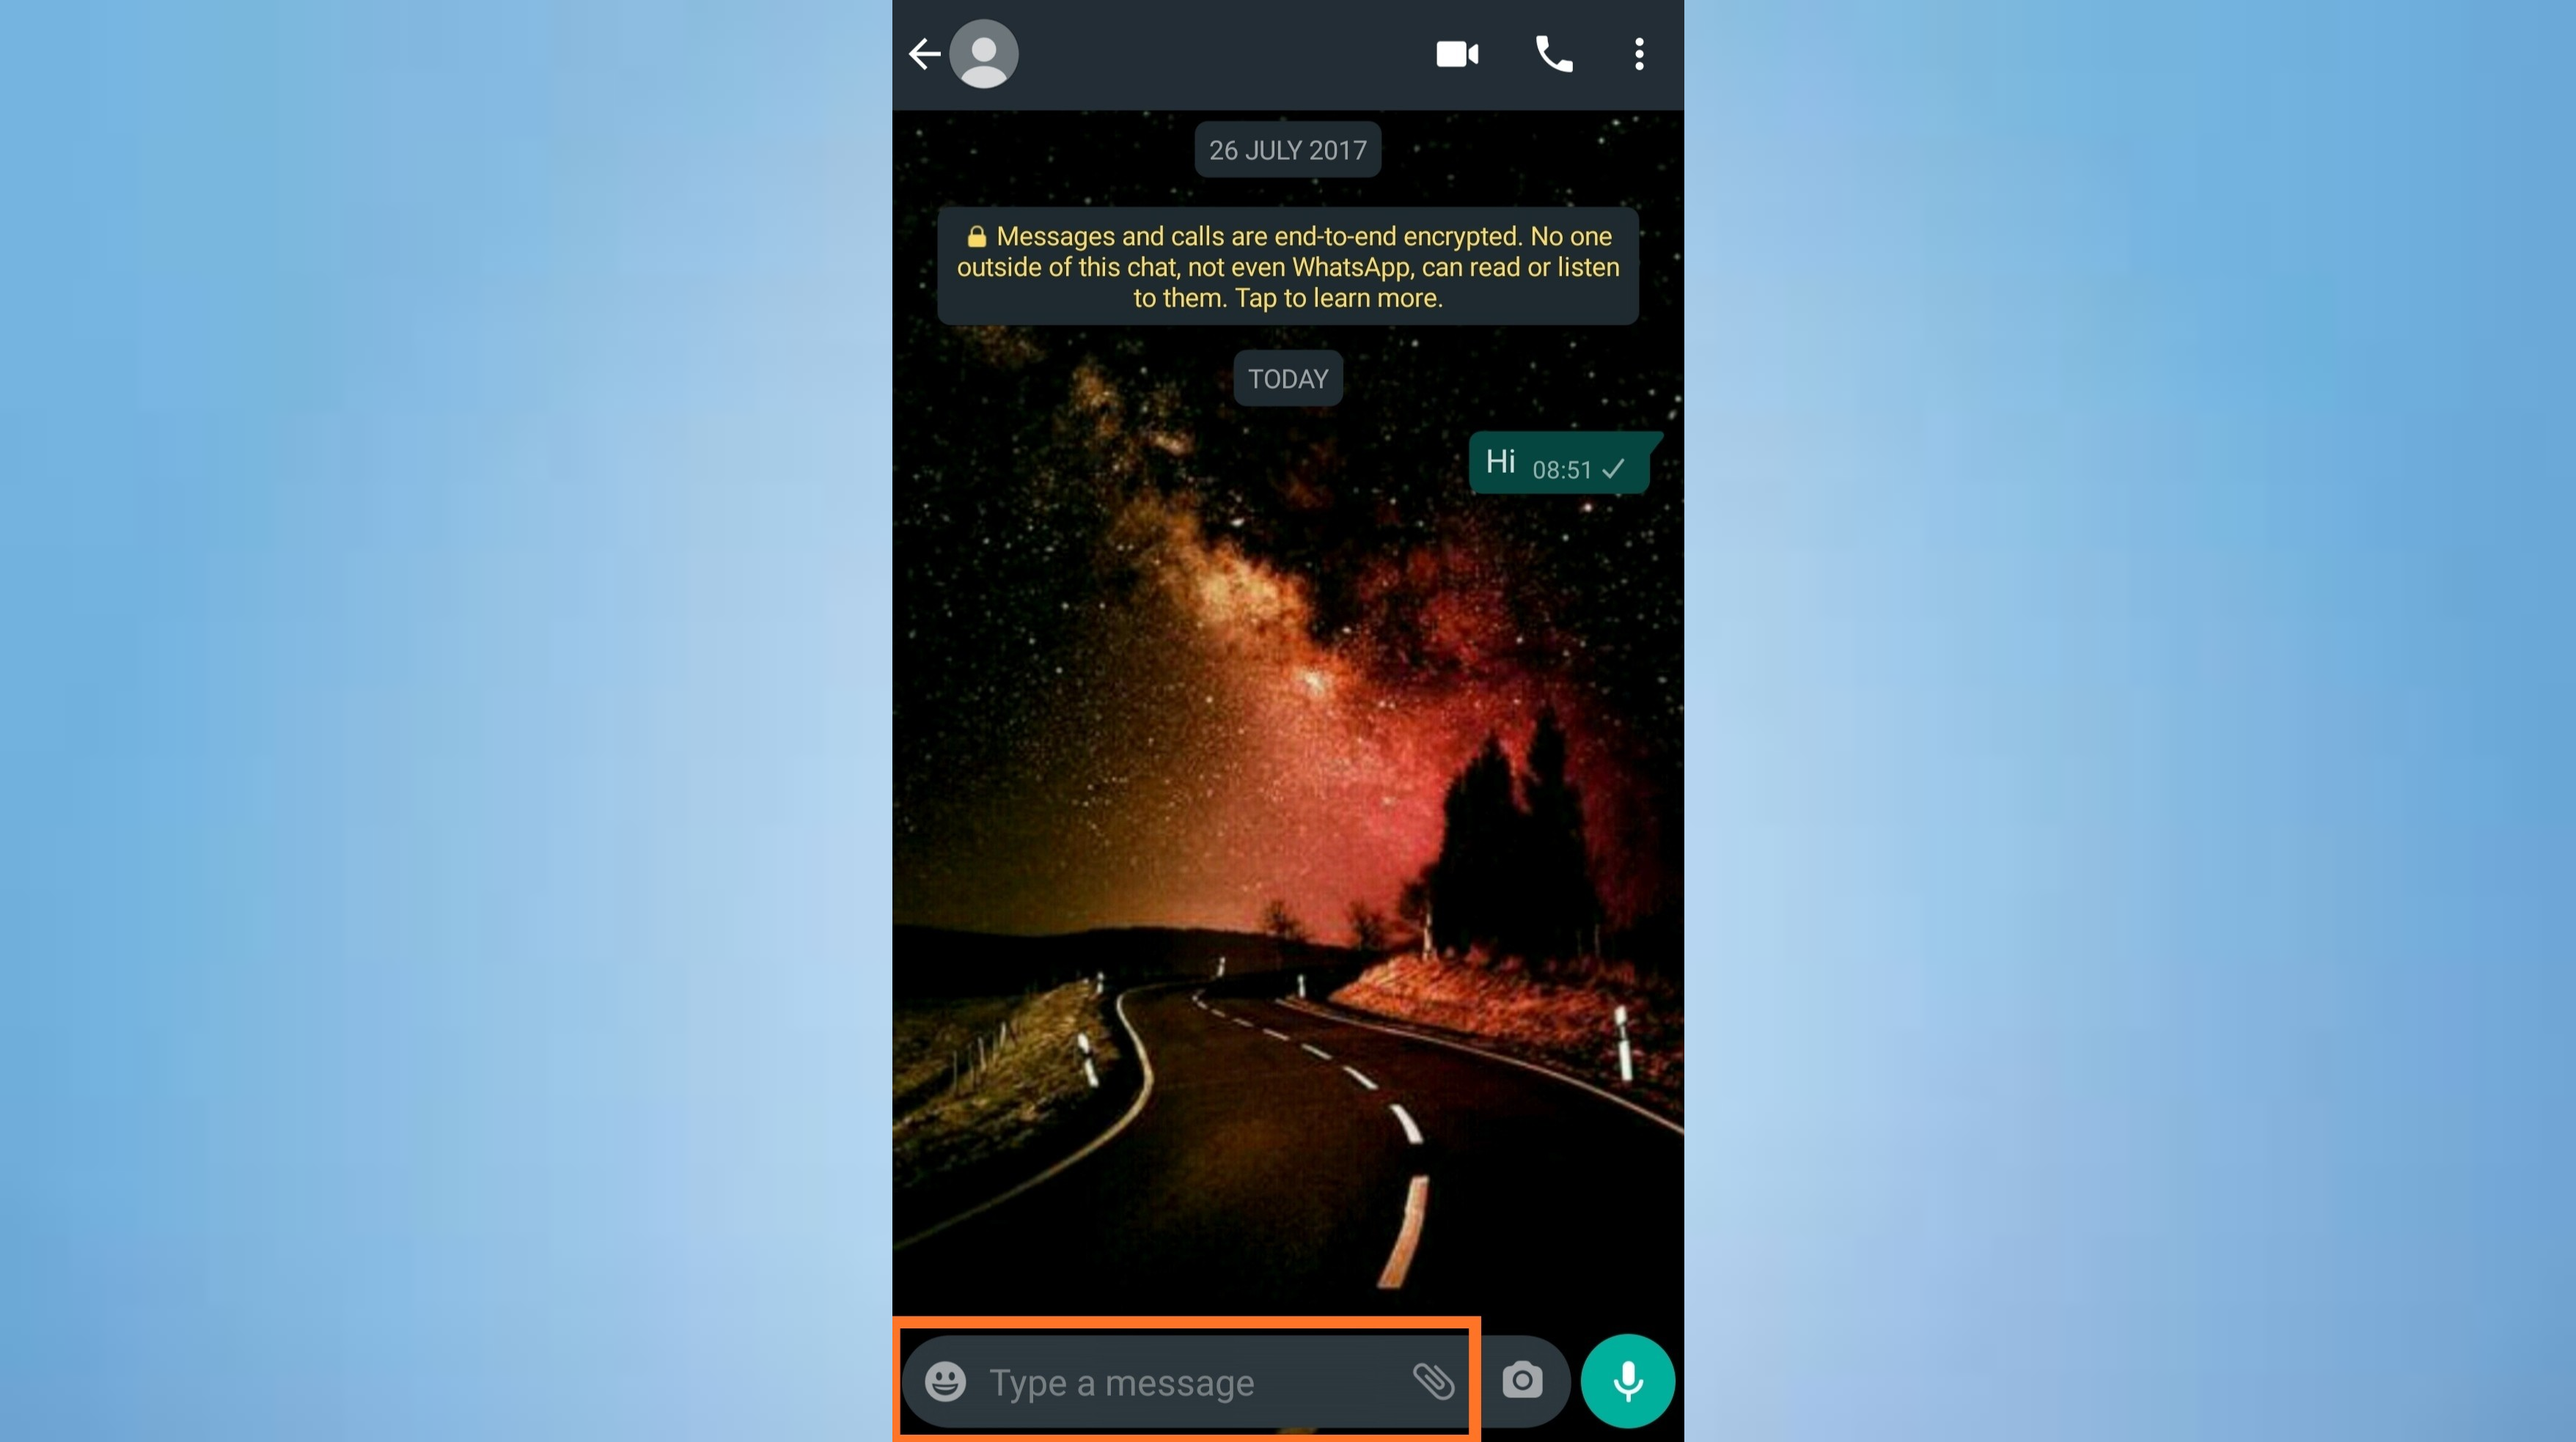 26 JULY 2017
Messages and calls are end-to-end encrypted. No one
outside of this chat, not even WhatsApp, can read or listen
to them. Tap to learn more.
TODAY
Hi 08:51
Type a message